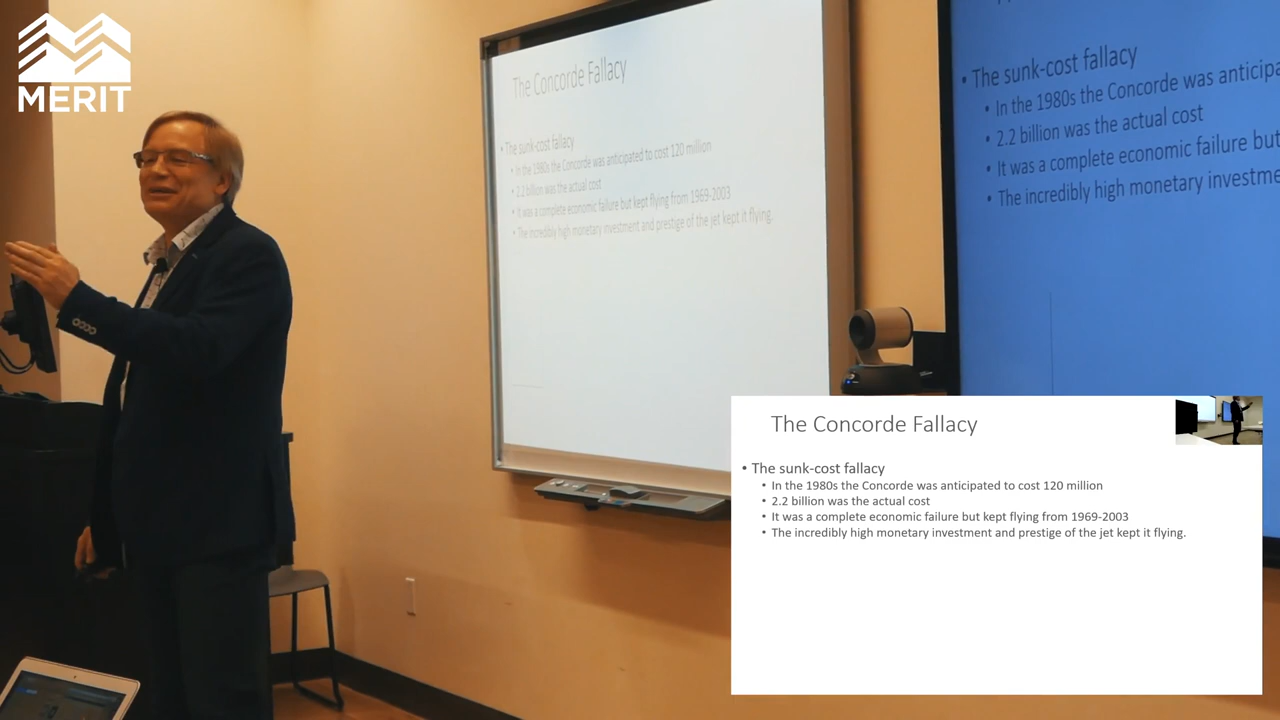 MERIT
The Concorde Fallacy
• The sunk-cost fallacy
• In the 1980s the Concorde was anticipated to cost 120 million
• 2.2 billion was the actual cost
• It was a complete economic failure but kept flying from 1969-2003
• The incredibly high monetary investment and prestige of the jet kept it flying.
• The sunk-cost fallacy
• In the 1980s the Concorde was anticipa
• 2.2 billion was the actual cost
• It was a complete economic failure but
• The incredibly high monetary investme
The Concorde Fallacy
• The sunk-cost fallacy
• In the 1980s the Concorde was anticipated to cost 120 million
• 2.2 billion was the actual cost
• It was a complete economic failure but kept flying from 1969-2003
• The incredibly high monetary investment and prestige of the jet kept it flying.